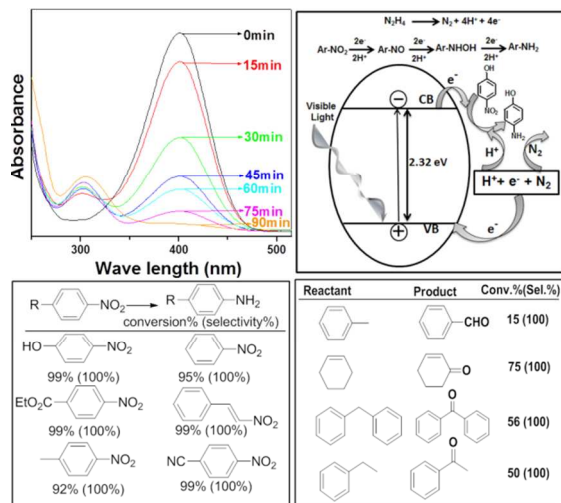 Absorbance
0min
15min
30min
45min
60min
75min
90min
300
400
500
Wave length (nm)
N₂H₄ → N₂ + 4H⁺ + 4e⁻
Ar-NO₂ 2e⁻ 2H⁺ → Ar-NO 2e⁻ 2H⁺ → Ar-NHOH 2e⁻ 2H⁺ → Ar-NH₂
Visible
Light
CB
e⁻
OH
NO₂
HO
NH₂
2.32 eV
H⁺
N₂
H⁺+ e⁻ + N₂
VB
e⁻
R NO₂ → R NH₂
conversion% (selectivity%)
HO NO₂ NO₂
99% (100%) 95% (100%)
EtO₂C NO₂ NO₂
99% (100%) 99% (100%)
NO₂ NC NO₂
92% (100%) 99% (100%)
Reactant Product Conv.%(Sel.%)
CHO 15 (100)
O 75 (100)
O 56 (100)
O 50 (100)